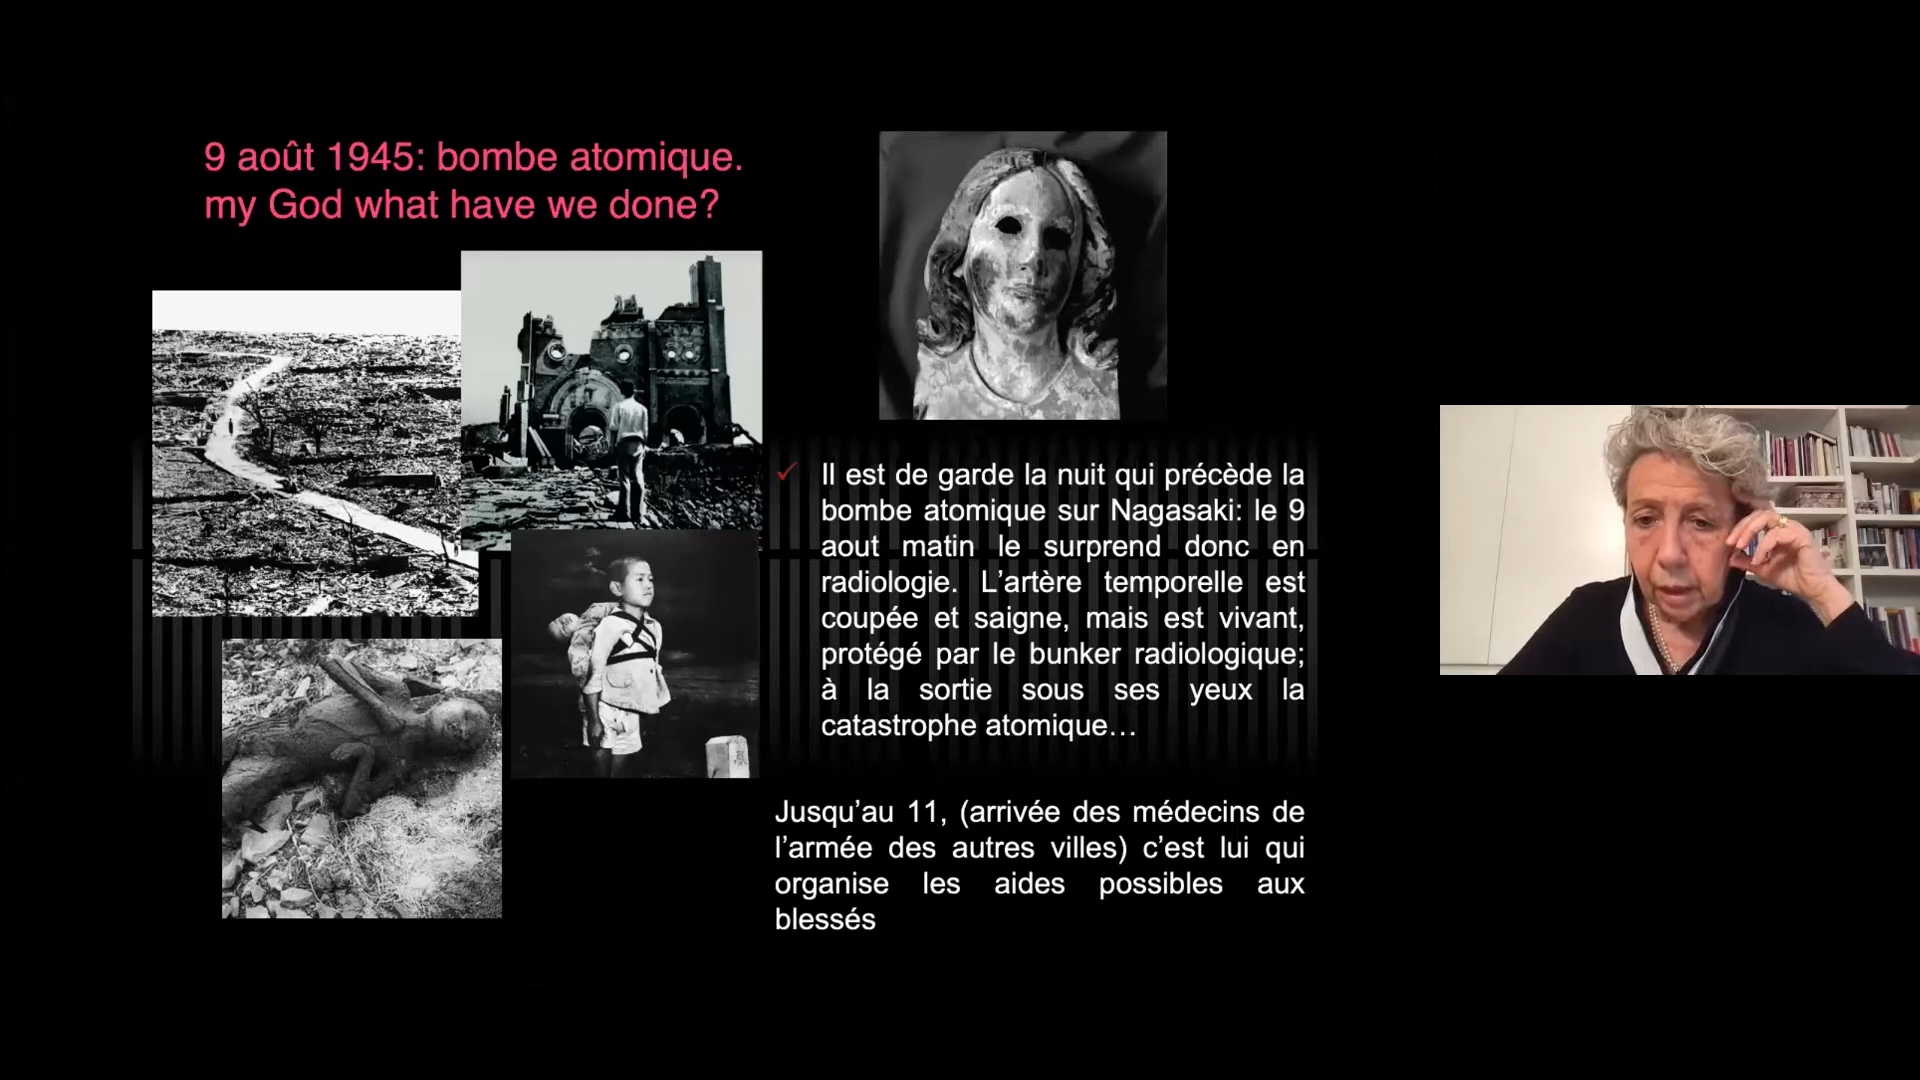 9 août 1945: bombe atomique.
my God what have we done?
✓ Il est de garde la nuit qui précède la
bombe atomique sur Nagasaki: le 9
aout matin le surprend donc en
radiologie. L’artère temporelle est
coupée et saigne, mais est vivant,
protégé par le bunker radiologique;
à la sortie sous ses yeux la
catastrophe atomique…
Jusqu’au 11, (arrivée des médecins de
l’armée des autres villes) c’est lui qui
organise les aides possibles aux
blessés